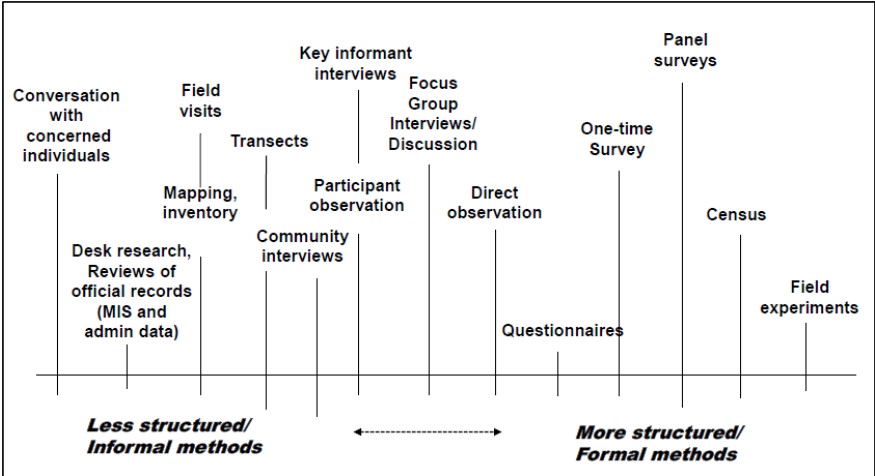 Conversation
with
concerned
individuals
Desk research,
Reviews of
official records
(MIS and
admin data)
Field
visits
Mapping,
inventory
Transects
Community
interviews
Key informant
interviews
Participant
observation
Focus
Group
Interviews/
Discussion
Direct
observation
Questionnaires
One-time
Survey
Panel
surveys
Census
Field
experiments
Less structured/
Informal methods
More structured/
Formal methods